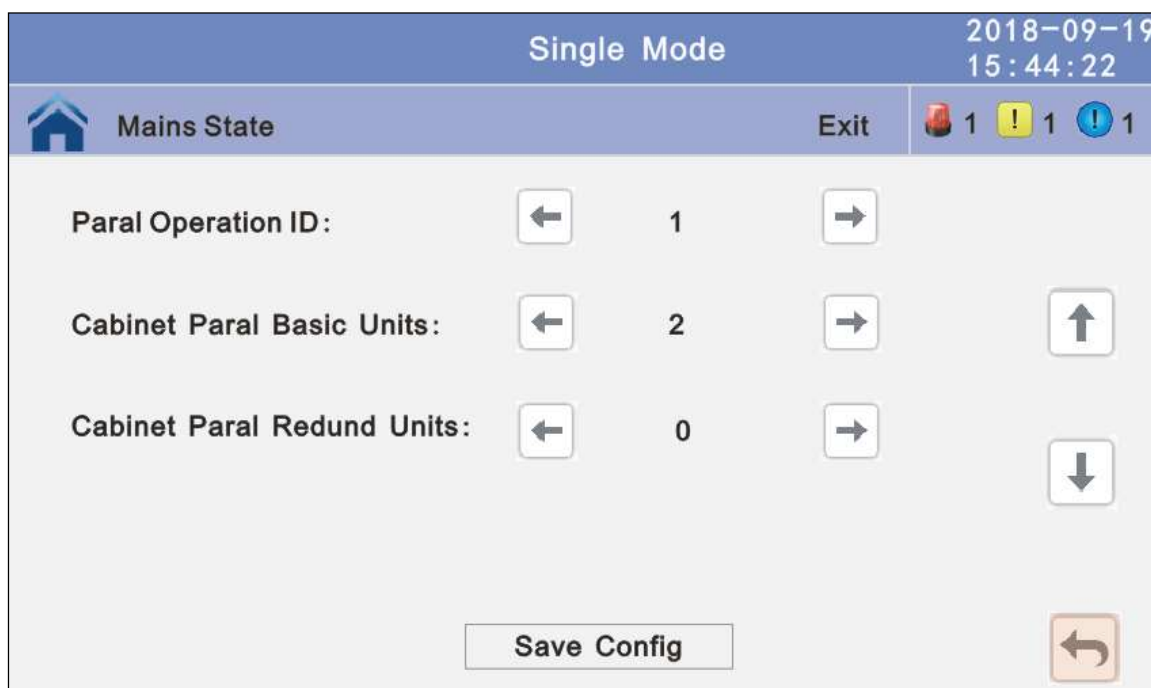 Single Mode
2018-09-19
15:44:22
Mains State
Exit
1
! 1
! 1
Paral Operation ID: 1
Cabinet Paral Basic Units: 2
Cabinet Paral Redund Units: 0
Save Config